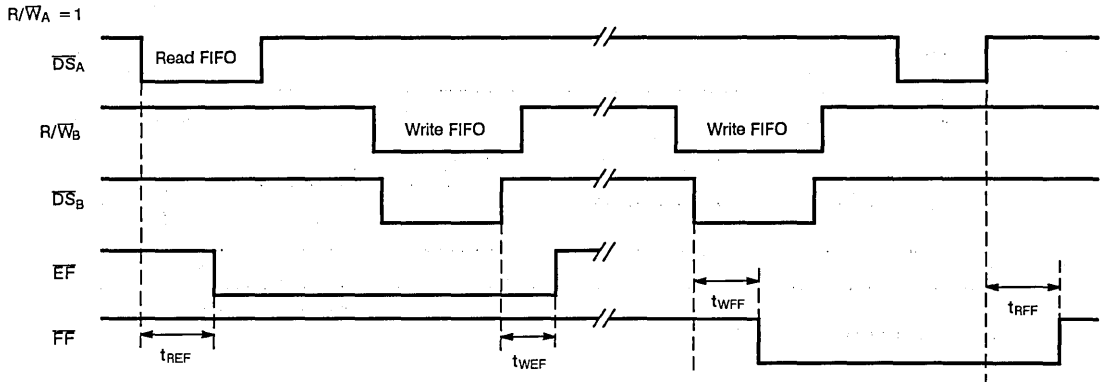 R/W̅A = 1
D̅S̅A
Read FIFO
R/W̅B
Write FIFO
Write FIFO
D̅S̅B
E̅F̅
tWFF
tRFF
F̅F̅
tREF
tWEF